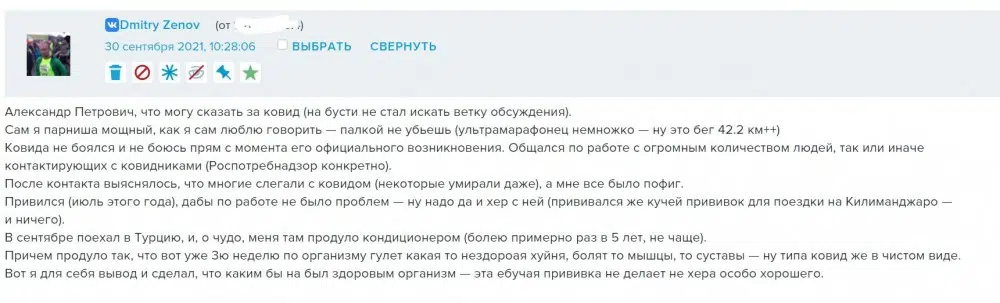 Dmitry Zenov (от
30 сентября 2021, 10:28:06 ВЫБРАТЬ СВЕРНУТЬ
Александр Петрович, что могу сказать за ковид (на бусти не стал искать ветку обсуждения).
Сам я парниша мощный, как я сам люблю говорить — палкой не убьешь (ультрамарафонец немножко — ну это бег 42.2 км++)
Ковида не боялся и не боюсь прям с момента его официального возникновения. Общался по работе с огромным количеством людей, так или иначе
контактирующих с ковидниками (Роспотребнадзор конкретно).
После контакта выяснялось, что многие слегали с ковидом (некоторые умирали даже), а мне все было пофиг.
Привился (июль этого года), дабы по работе не было проблем — ну надо да и хер с ней (прививался же кучей прививок для поездки на Килиманджаро —
и ничего).
В сентябре поехал в Турцию, и, о чудо, меня там продуло кондиционером (болею примерно раз в 5 лет, не чаще).
Причем продуло так, что вот уже 3ю неделю по организму гулет какая то нездороая хуйня, болят то мышцы, то суставы — ну типа ковид же в чистом виде.
Вот я для себя вывод и сделал, что каким бы на был здоровым организм — эта ебучая прививка не делает не хера особо хорошего.